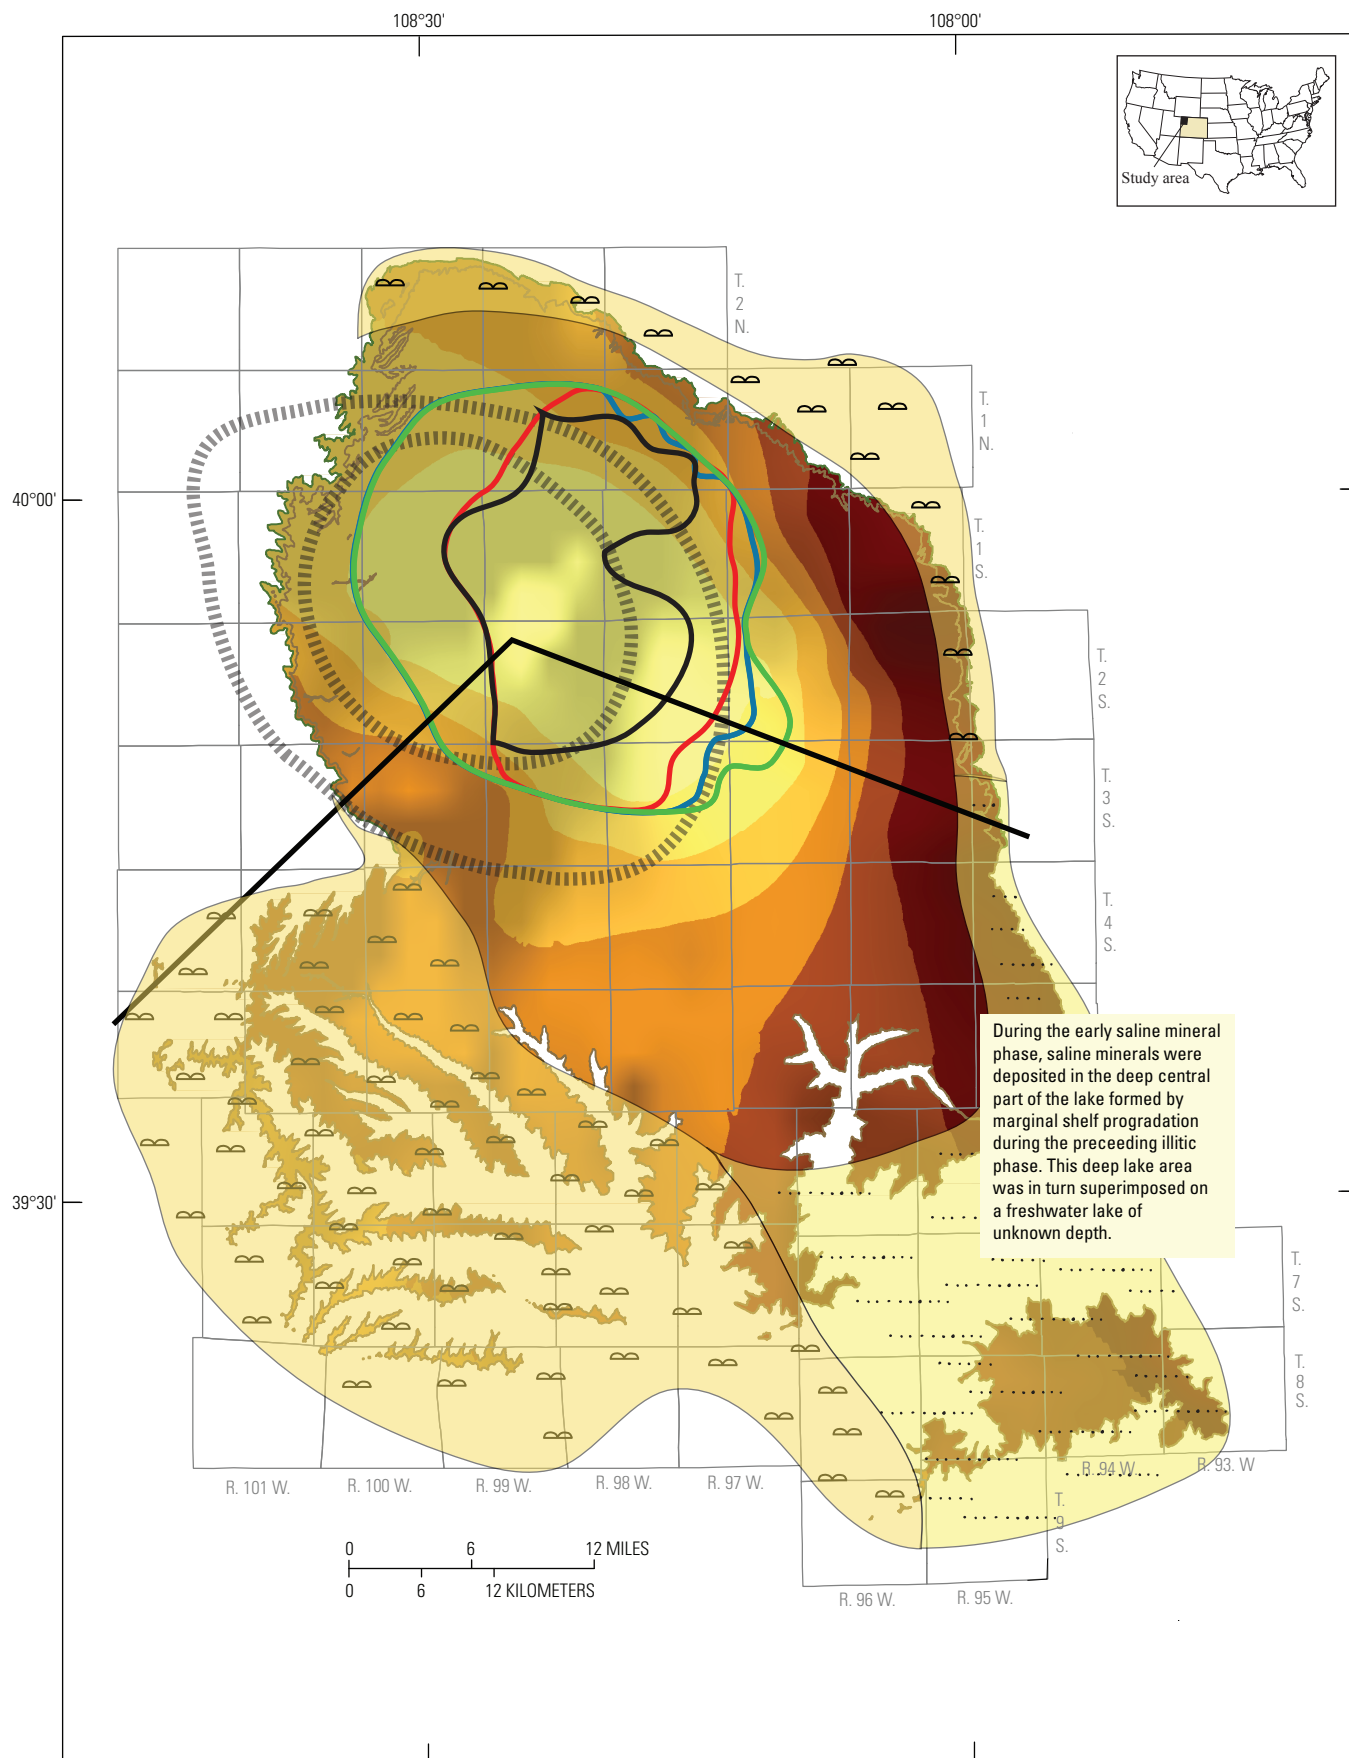 108°30'
108°00'
Study area
T.
2
N.
T.
1
N.
40°00'
T.
1
S.
T.
2
S.
T.
3
S.
T.
4
S.
During the early saline mineral
phase, saline minerals were
deposited in the deep central
part of the lake formed by
marginal shelf progradation
during the preceeding illitic
phase. This deep lake area
was in turn superimposed on
a freshwater lake of
unknown depth.
39°30'
T.
7
S.
T.
8
S.
R. 101 W.
R. 100 W.
R. 99 W.
R. 98 W.
R. 97 W.
R. 94 W.
R. 93. W
T.
9
S.
0 6 12 MILES
0 6 12 KILOMETERS
R. 96 W.
R. 95 W.